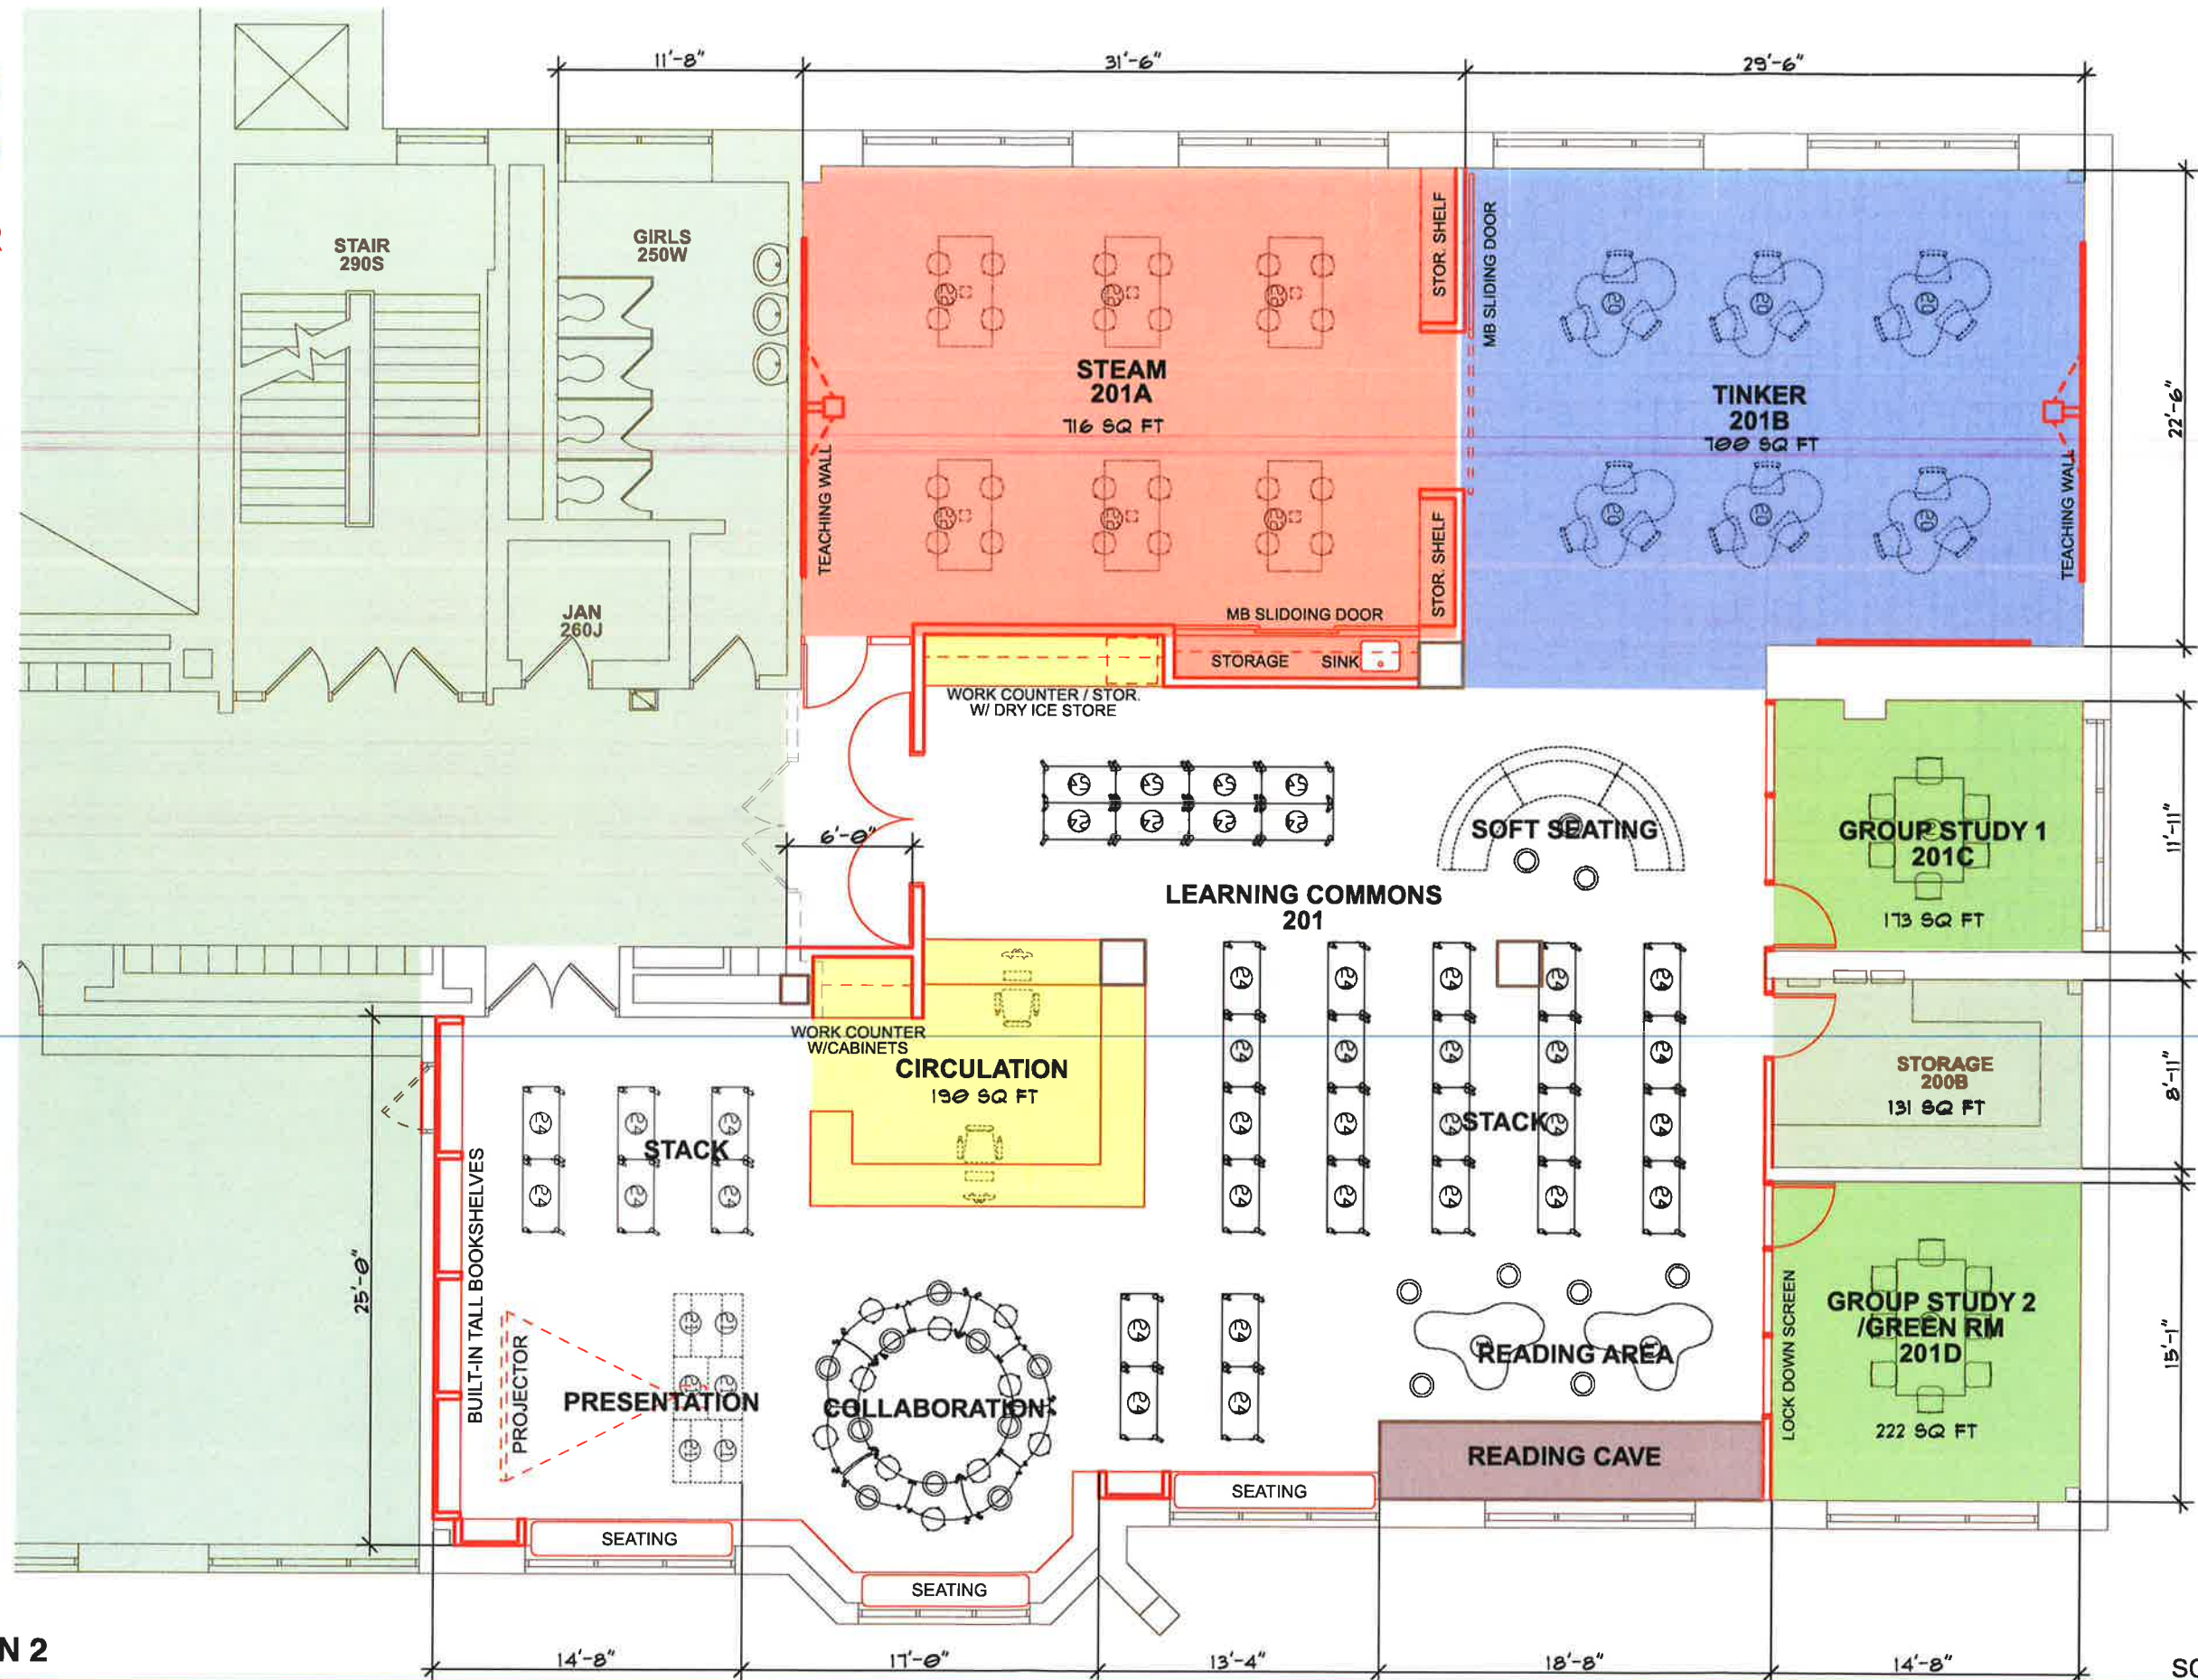 11'-8"
31'-6"
29'-6"
STAIR
290S
GIRLS
250W
STOR. SHELF
MB SLIDING DOOR
STEAM
201A
716 SQ FT
TINKER
201B
700 SQ FT
22'-6"
TEACHING WALL
TEACHING WALL
STOR. SHELF
JAN
260J
MB SLIDOING DOOR
STORAGE
SINK
WORK COUNTER / STOR.
W/ DRY ICE STORE
6'-0"
SOFT SEATING
GROUP STUDY 1
201C
173 SQ FT
11'-11"
LEARNING COMMONS
201
WORK COUNTER
W/CABINETS
CIRCULATION
190 SQ FT
STORAGE
200B
131 SQ FT
8'-11"
STACK
STACK
25'-0"
BUILT-IN TALL BOOKSHELVES
PROJECTOR
PRESENTATION
COLLABORATION
READING AREA
LOCK DOWN SCREEN
GROUP STUDY 2
/GREEN RM
201D
222 SQ FT
15'-1"
READING CAVE
SEATING
SEATING
SEATING
N 2
14'-8"
17'-0"
13'-4"
18'-8"
14'-8"